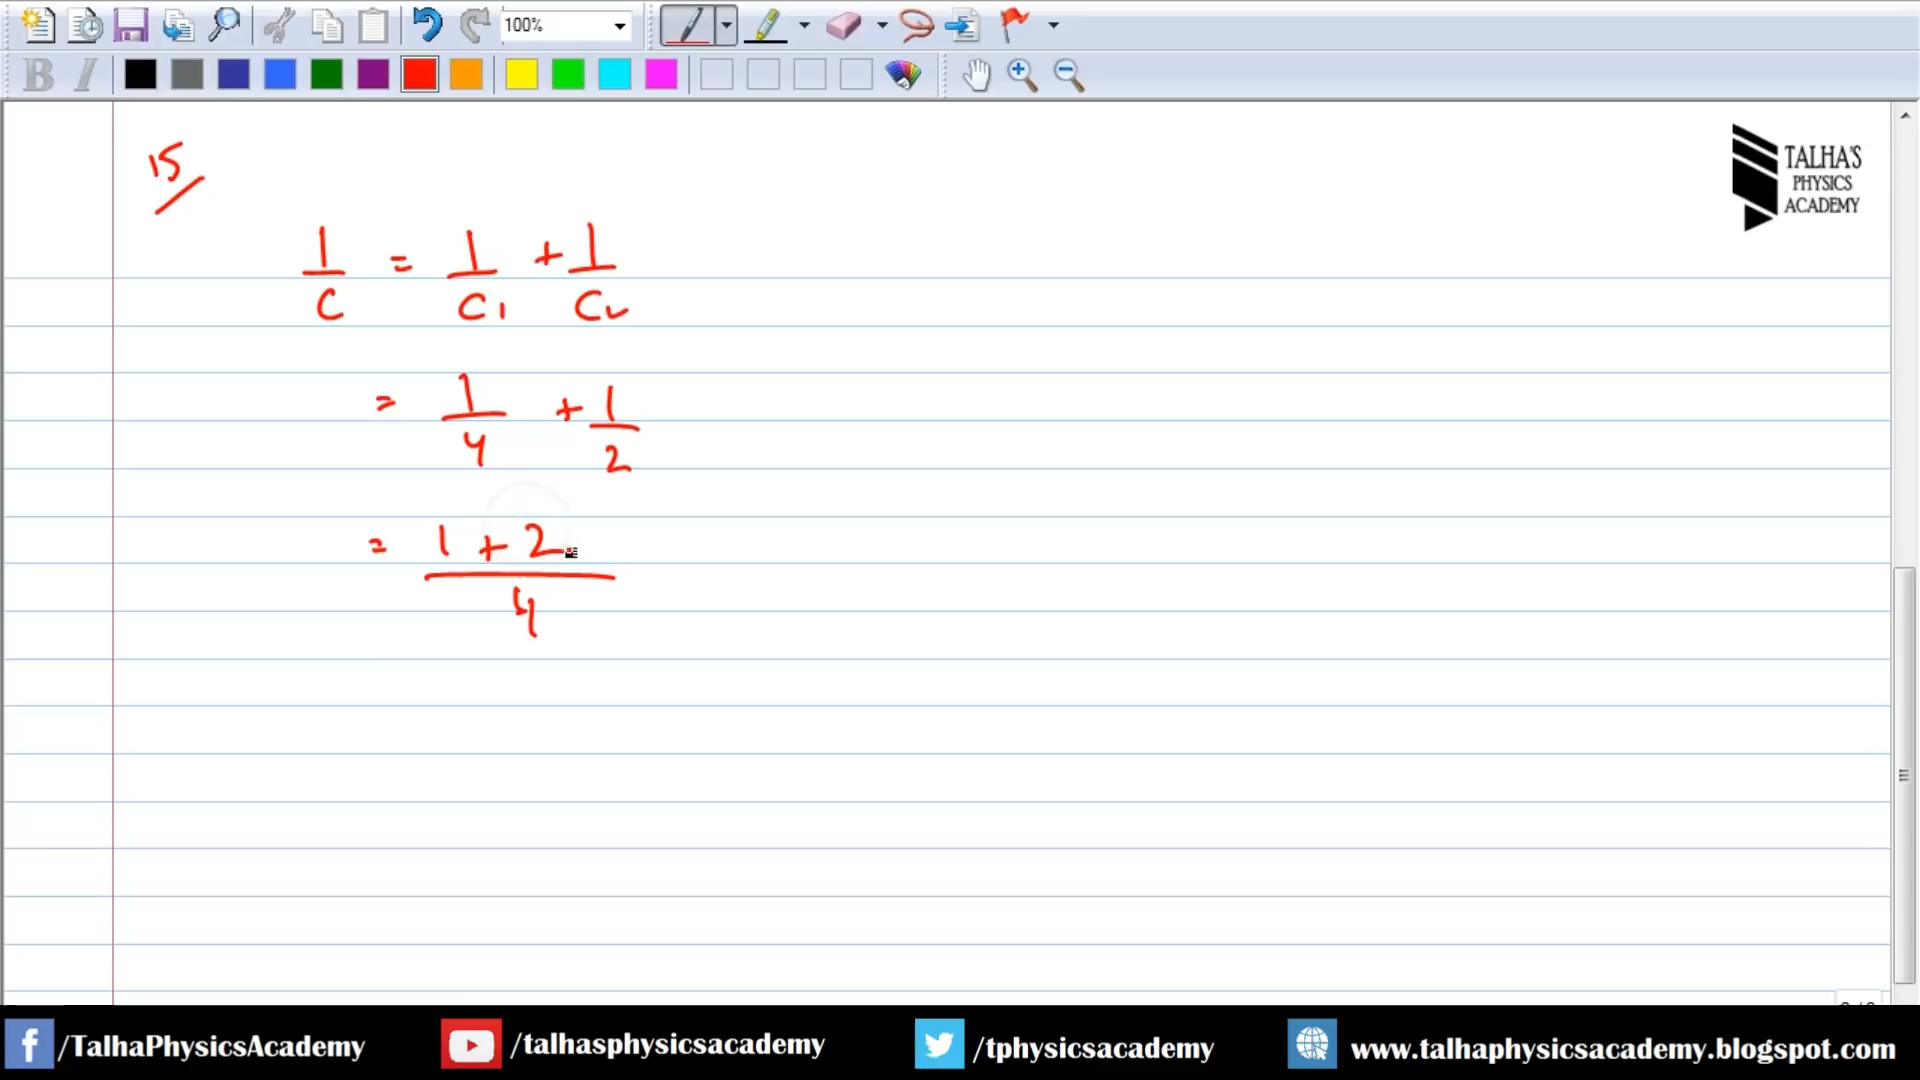 100%
B I
15
TALHA'S
PHYSICS
ACADEMY
1/C = 1/C1 + 1/C2
= 1/4 + 1/2
= (1 + 2)/4
/TalhaPhysicsAcademy /talhasphysicsacademy /tphysicsacademy www.talhaphysicsacademy.blogspot.com